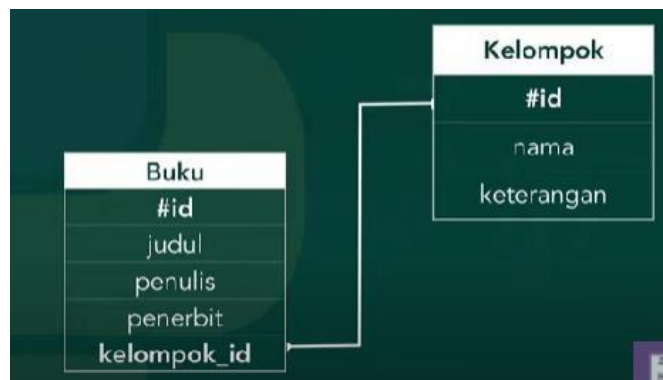 Kelompok
#id
nama
keterangan
Buku
#id
judul
penulis
penerbit
kelompok_id